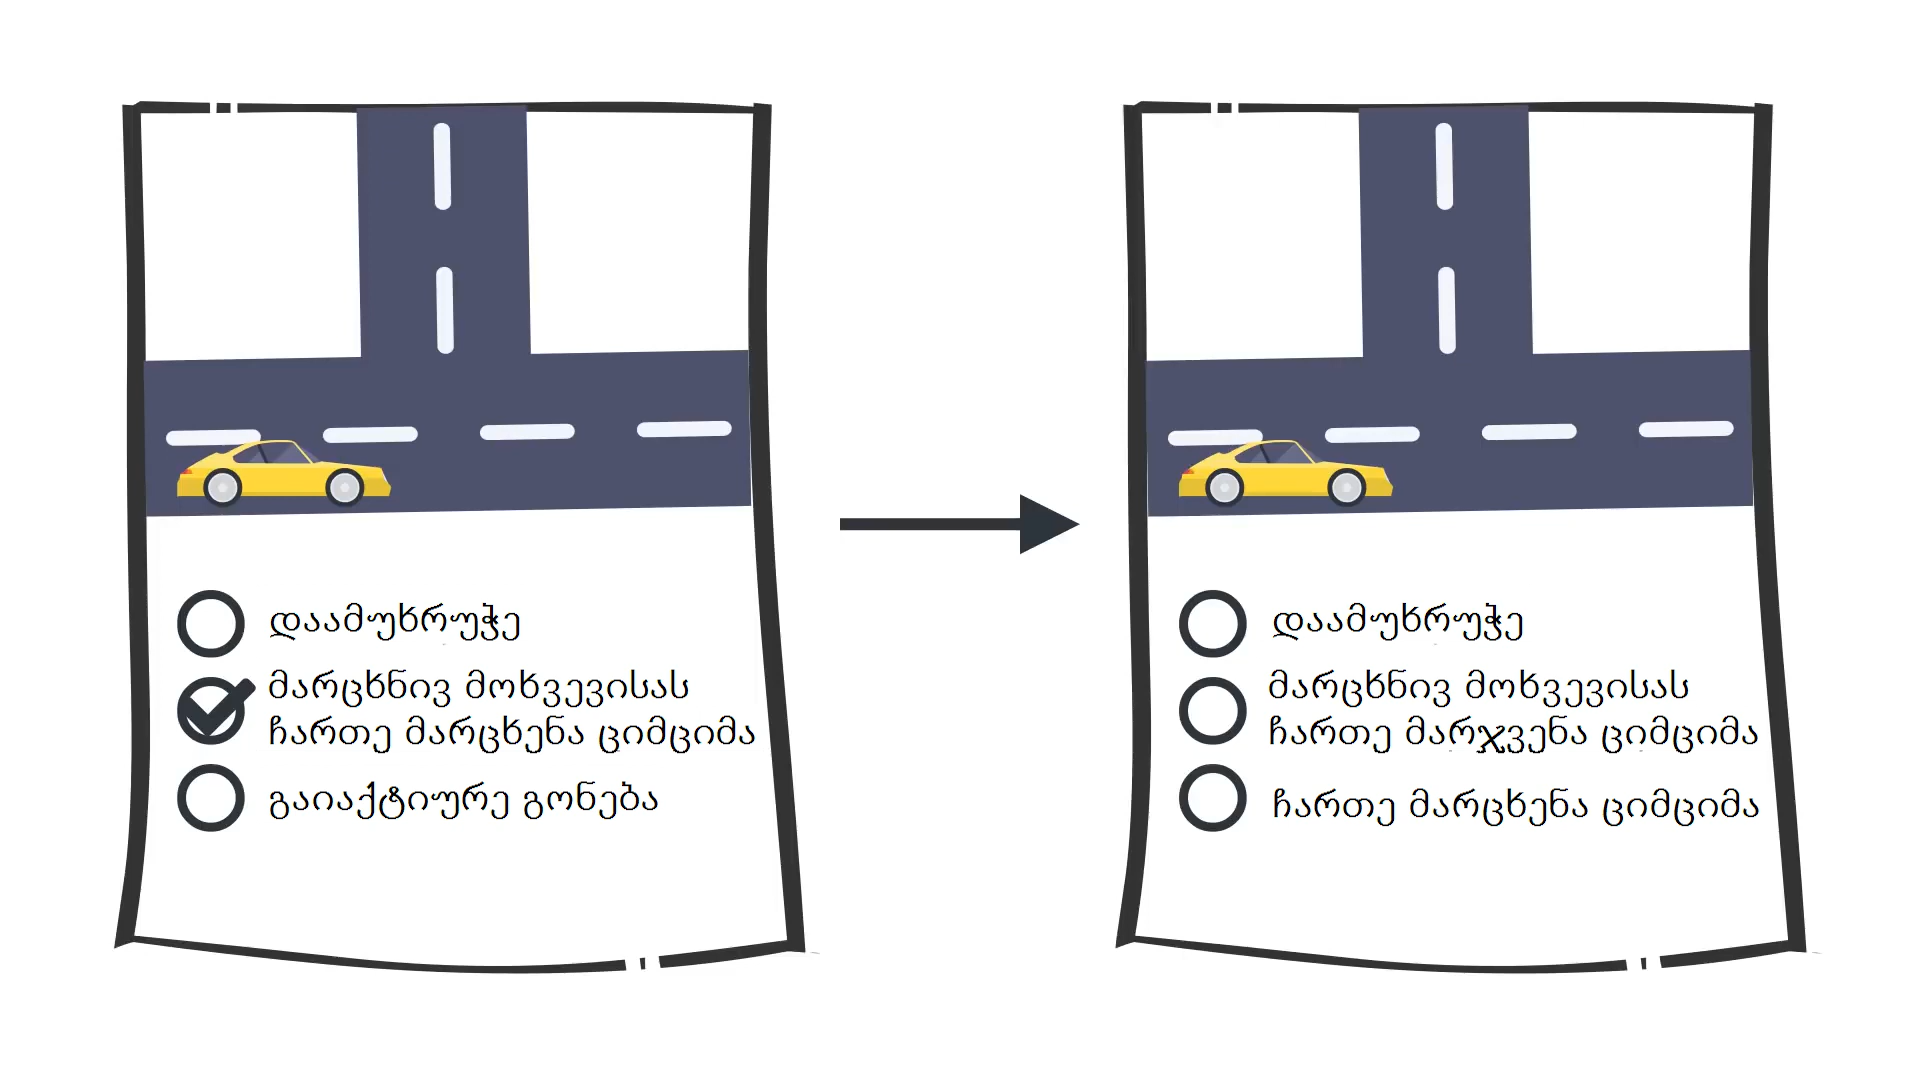 დაამუხრუჭე
მარცხნივ მოხვევისას
ჩართე მარცხენა ციმციმა
გაიაქტიურე გონება
დაამუხრუჭე
მარცხნივ მოხვევისას
ჩართე მარჯვენა ციმციმა
ჩართე მარცხენა ციმციმა